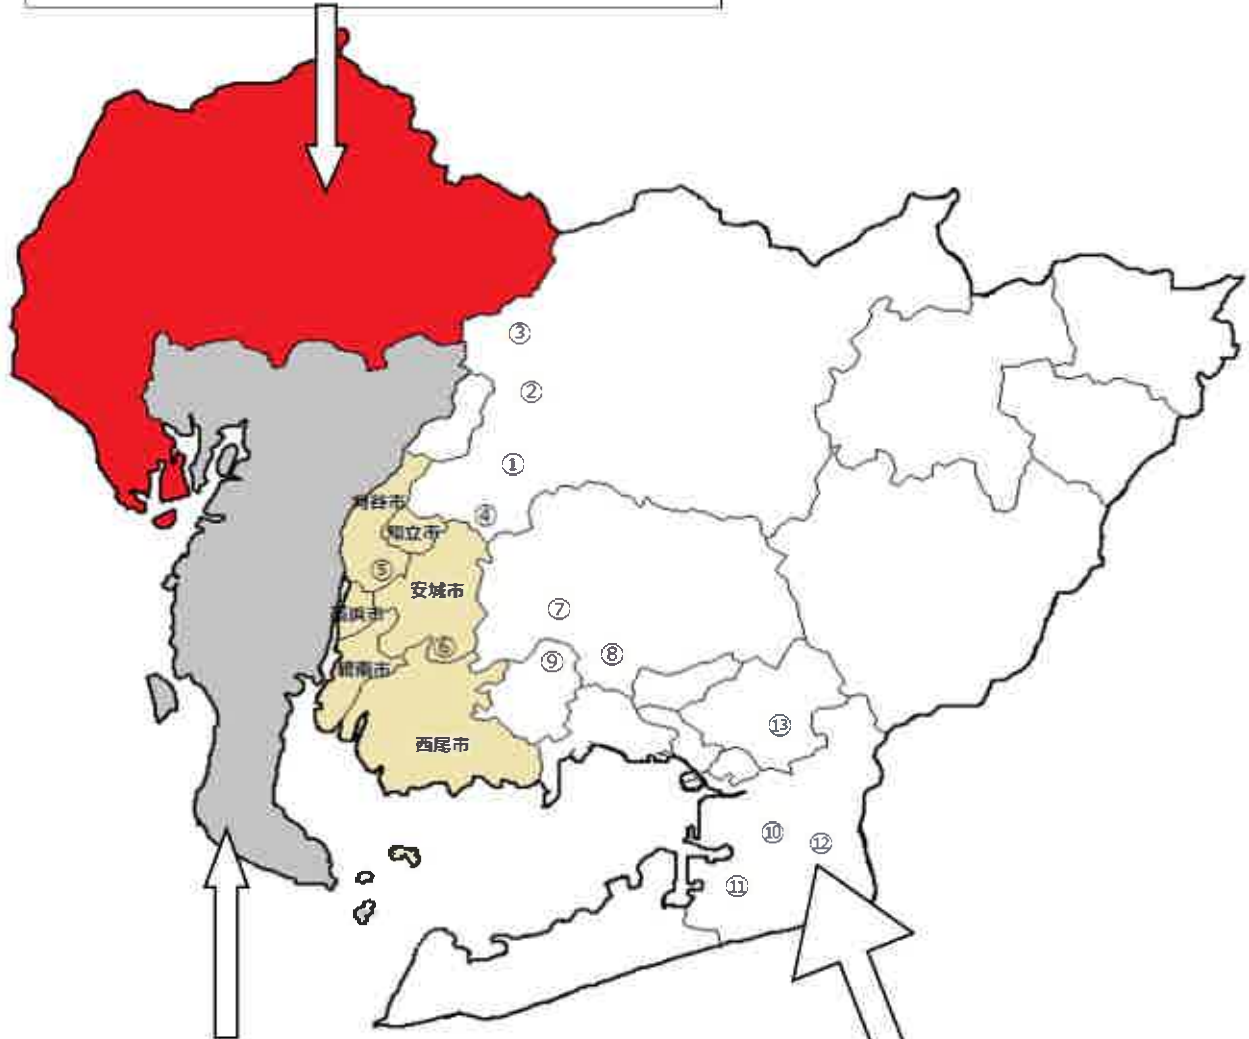 ③
②
①
刈谷市
④
知立市
⑤
安城市
高浜市
⑦
⑥
⑧
⑨
碧南市
⑬
西尾市
⑩
⑫
⑪